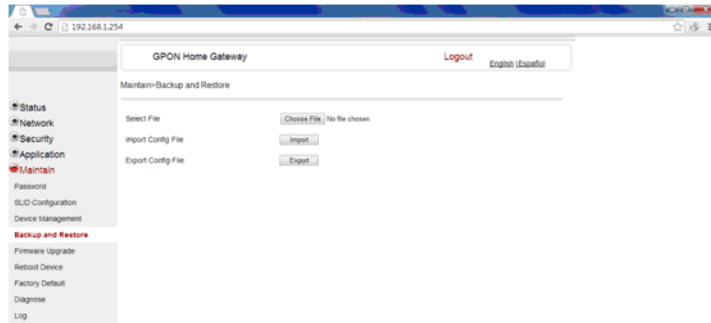 192.168.1.254
GPON Home Gateway
Logout
English | Español
Maintain>Backup and Restore
Status
Network
Security
Application
Maintain
Password
SLID Configuration
Device Management
Backup and Restore
Firmware Upgrade
Reboot Device
Factory Default
Diagnose
Log
Select File Choose File No file chosen
Import Config File Import
Export Config File Export